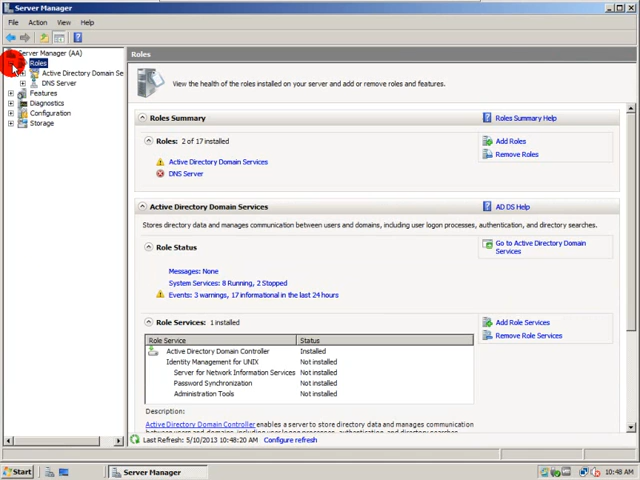 Server Manager
File Action View Help
Server Manager (AA)
Roles
Active Directory Domain Se
DNS Server
Features
Diagnostics
Configuration
Storage
Roles
View the health of the roles installed on your server and add or remove roles and features.
Roles Summary
Roles Summary Help
Roles: 2 of 17 installed
Add Roles
Remove Roles
Active Directory Domain Services
DNS Server
Active Directory Domain Services
AD DS Help
Stores directory data and manages communication between users and domains, including user logon processes, authentication, and directory searches.
Role Status
Go to Active Directory Domain
Services
Messages: None
System Services: 8 Running, 2 Stopped
Events: 3 warnings, 17 informational in the last 24 hours
Role Services: 1 installed
Add Role Services
Remove Role Services
Role Service Status
Active Directory Domain Controller Installed
Identity Management for UNIX Not installed
Server for Network Information Services Not installed
Password Synchronization Not installed
Administration Tools Not installed
Description:
Active Directory Domain Controller enables a server to store directory data and manages communication
Last Refresh: 5/10/2013 10:48:20 AM Configure refresh
Start
Server Manager
10:48 AM